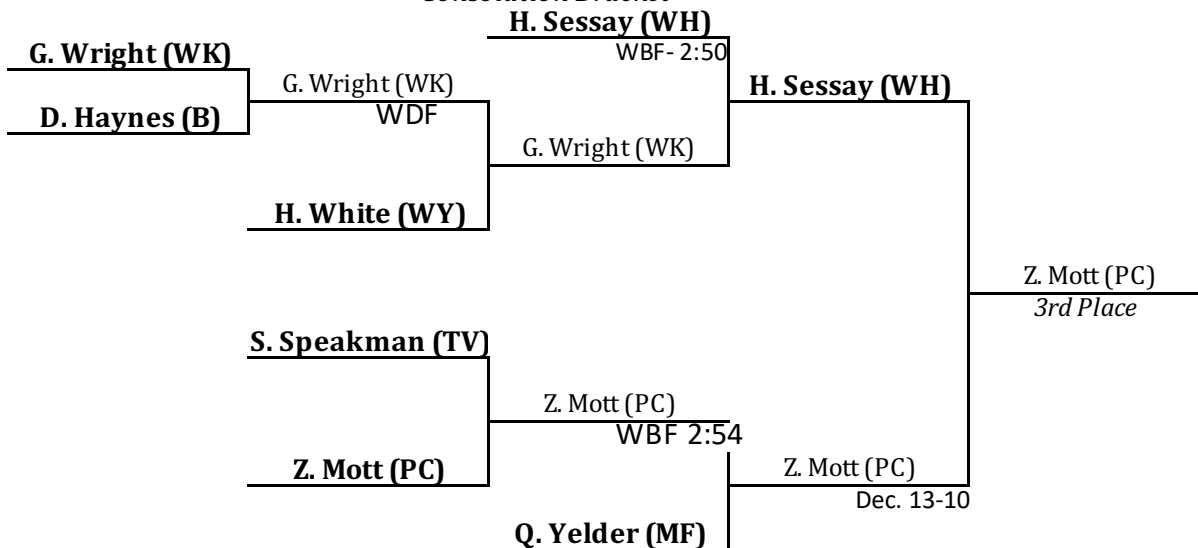 Consolation Bracket
H. Sessay (WH)
G. Wright (WK)
WBF- 2:50
G. Wright (WK)
H. Sessay (WH)
D. Haynes (B)
WDF
G. Wright (WK)
H. White (WY)
Z. Mott (PC)
3rd Place
S. Speakman (TV)
Z. Mott (PC)
WBF 2:54
Z. Mott (PC)
Z. Mott (PC)
Dec. 13-10
Q. Yelder (MF)